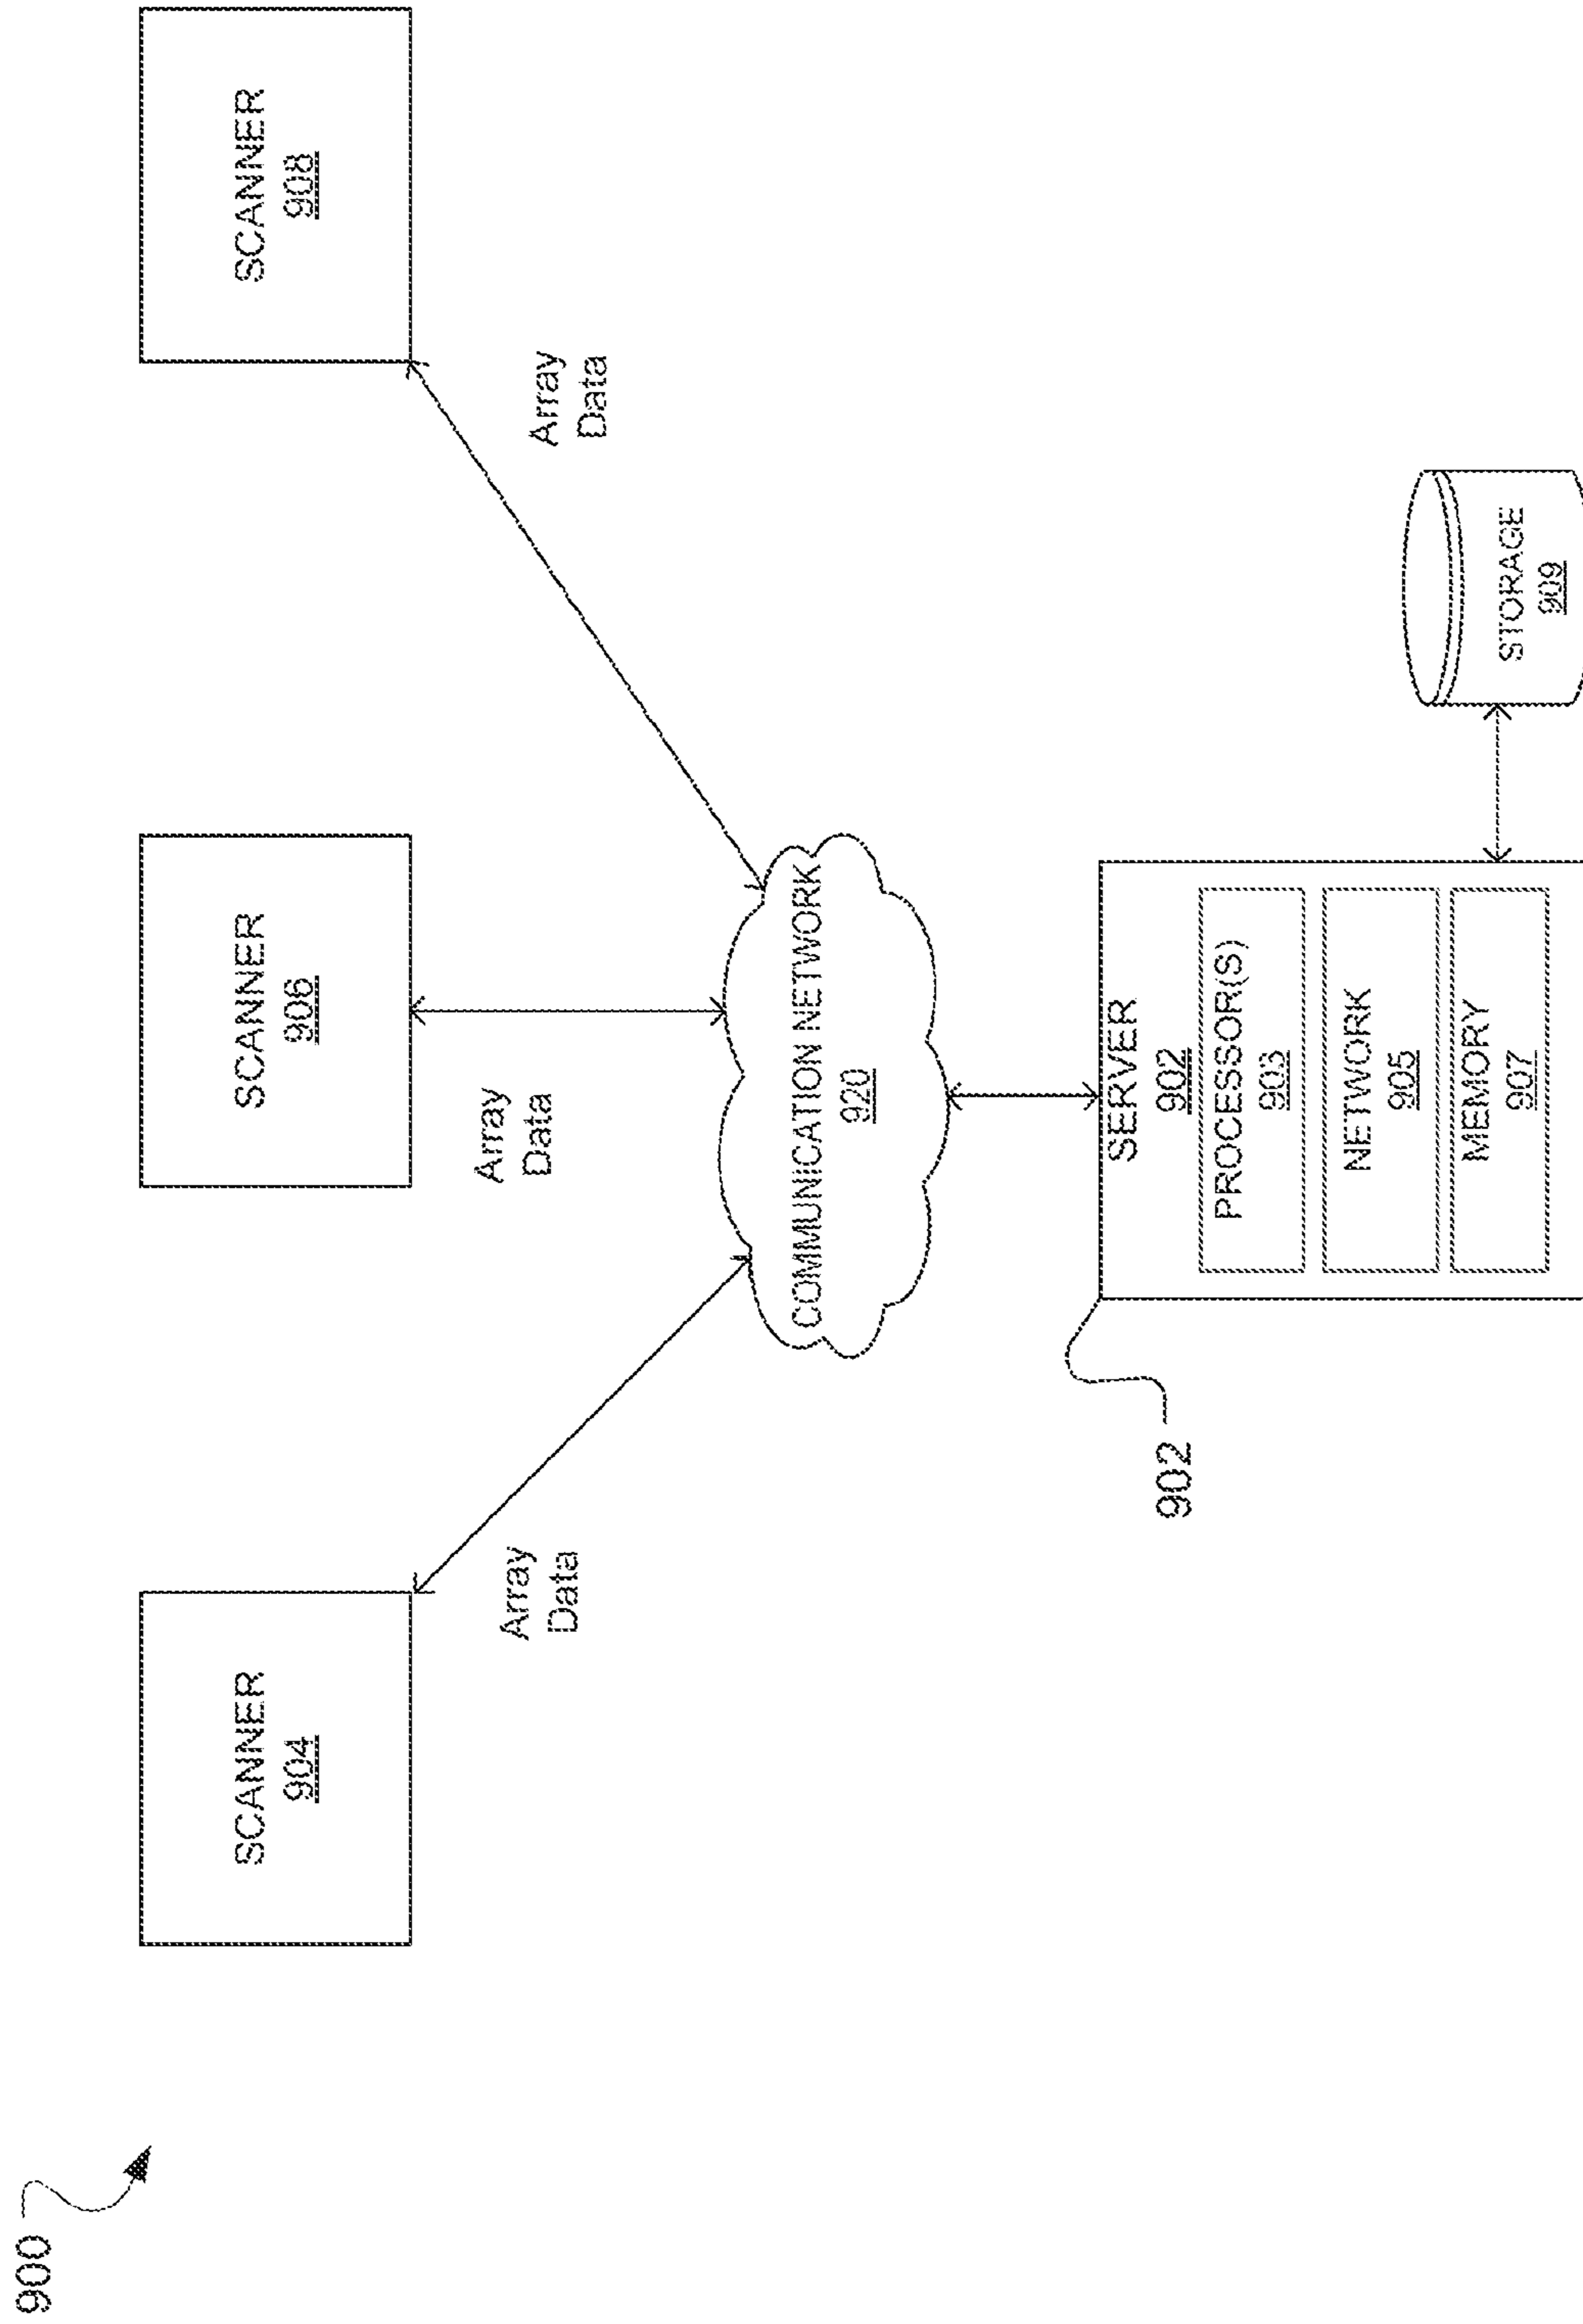 900
SCANNER
904
SCANNER
906
SCANNER
908
Array
Data
Array
Data
Array
Data
COMMUNICATION NETWORK
920
902
SERVER
902
PROCESSOR(S)
903
NETWORK
905
MEMORY
907
STORAGE
909